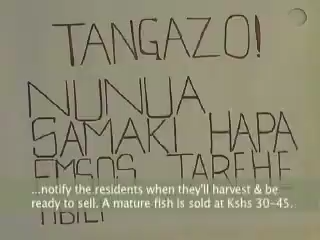 TANGAZO!
NUNUA
SAMAKI HAPA
EMSOS TAREHE
...notify the residents when they'll harvest & be
ready to sell. A mature fish is sold at Kshs 30-45.